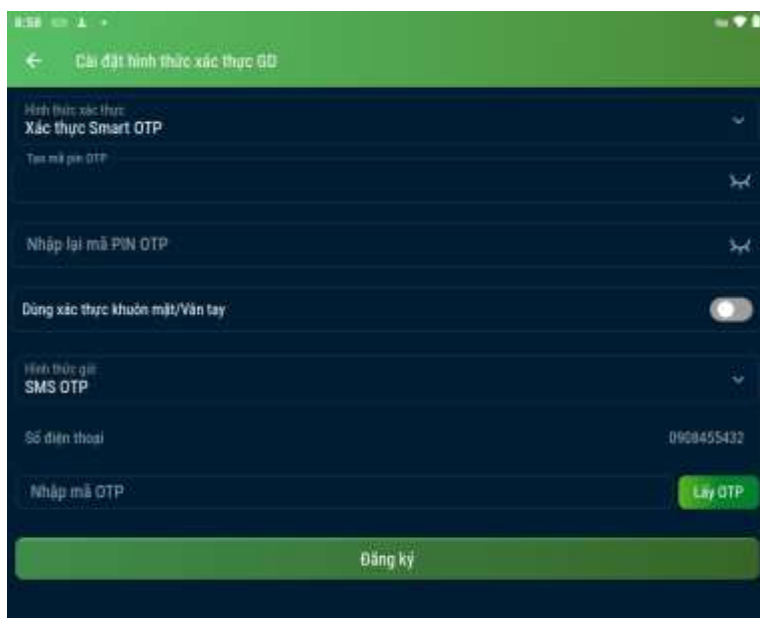 8:58
Cài đặt hình thức xác thực GD
Hình thức xác thực
Xác thực Smart OTP
Tạo mã pin OTP
Nhập lại mã PIN OTP
Dùng xác thực khuôn mặt/Vân tay
Hình thức gửi
SMS OTP
Số điện thoại 0908455432
Nhập mã OTP Lấy OTP
Đăng ký